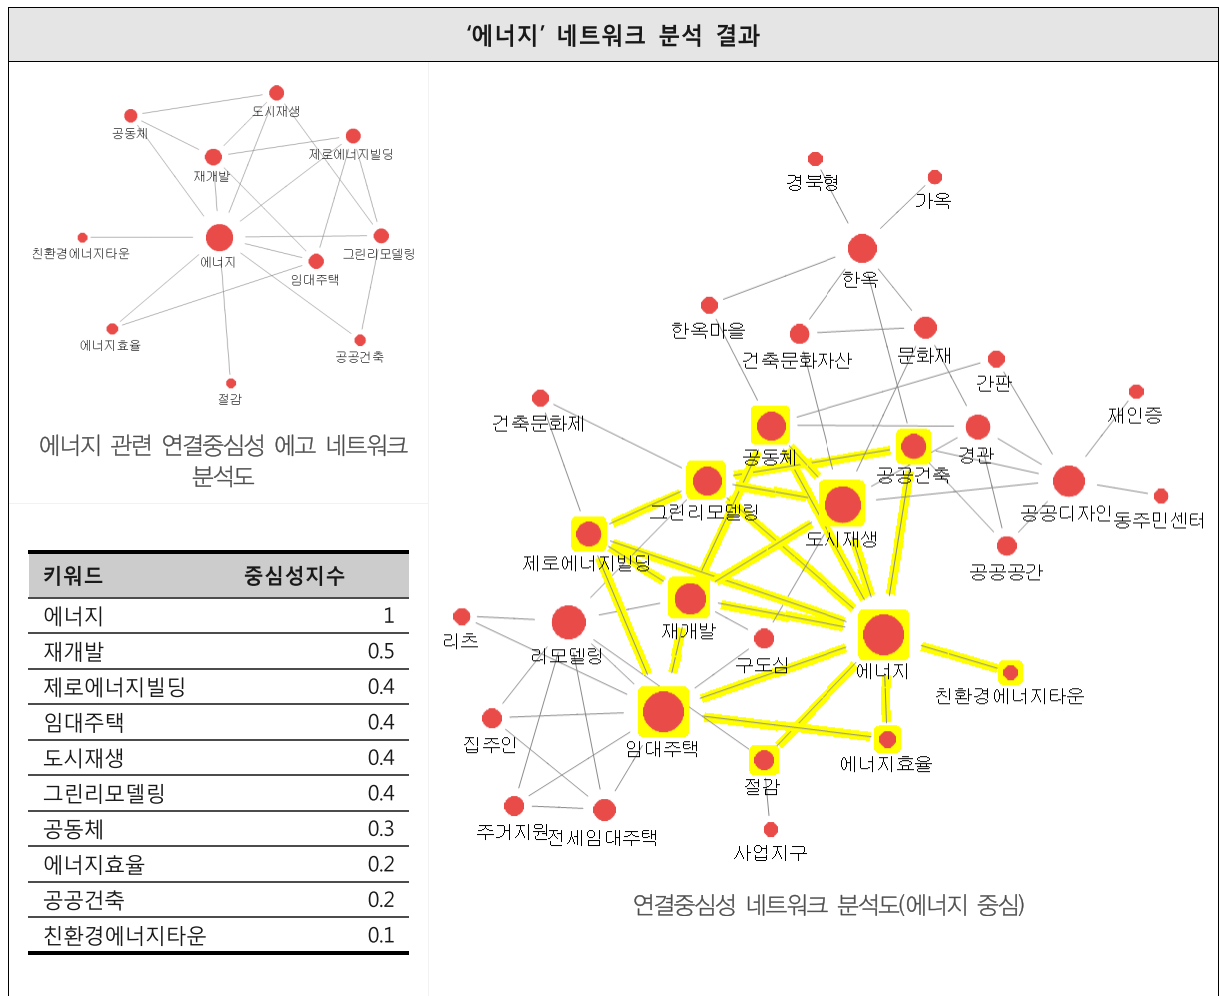 ‘에너지’ 네트워크 분석 결과
도시재생
공동체
제로에너지빌딩
재개발
친환경에너지타운
에너지
그린리모델링
임대주택
에너지효율
공공건축
절감
에너지 관련 연결중심성 에고 네트워크
분석도
키워드 중심성지수
에너지 1
재개발 0.5
제로에너지빌딩 0.4
임대주택 0.4
도시재생 0.4
그린리모델링 0.4
공동체 0.3
에너지효율 0.2
공공건축 0.2
친환경에너지타운 0.1
경북형
가옥
한옥
한옥마을
건축문화자산
문화재
간판
재인증
건축문화제
공동체
경관
공공건축
그린리모델링
공공디자인
동주민센터
도시재생
제로에너지빌딩
공공공간
재개발
리츠
리모델링
구도심
에너지
친환경에너지타운
집주인
임대주택
에너지효율
절감
주거지원
전세임대주택
사업지구
연결중심성 네트워크 분석도(에너지 중심)